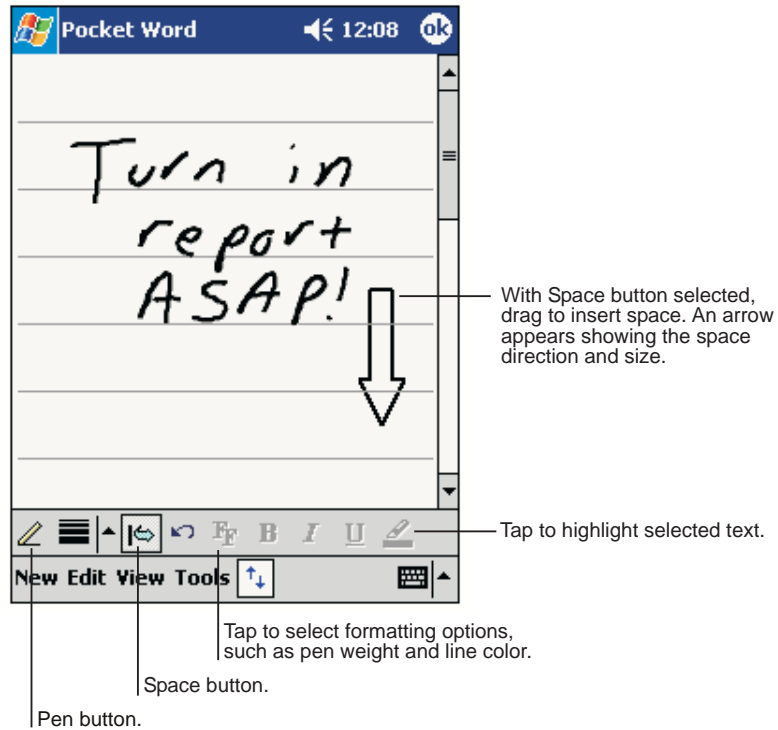 Pocket Word 12:08 ok
Turn in
report
ASAP!
With Space button selected,
drag to insert space. An arrow
appears showing the space
direction and size.
FF B I U
Tap to highlight selected text.
New Edit View Tools
Tap to select formatting options,
such as pen weight and line color.
Space button.
Pen button.